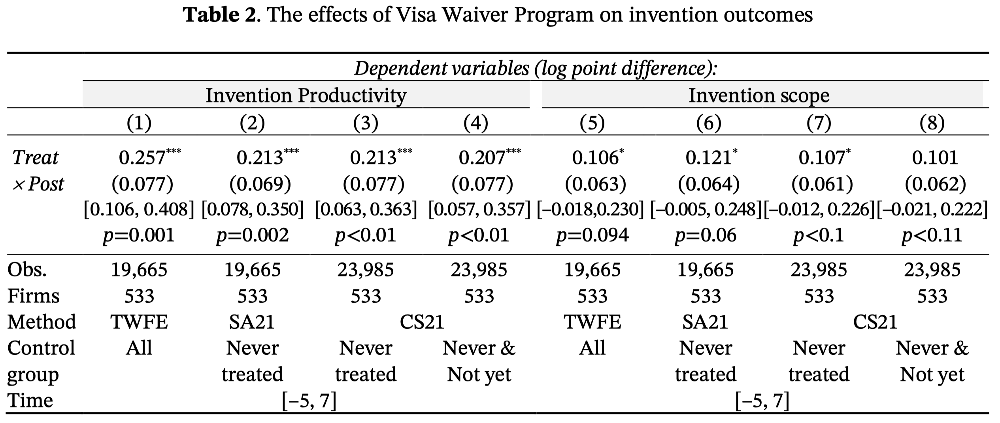 Table 2. The effects of Visa Waiver Program on invention outcomes
Dependent variables (log point difference):
Invention Productivity Invention scope
(1) (2) (3) (4) (5) (6) (7) (8)
Treat 0.257*** 0.213*** 0.213*** 0.207*** 0.106* 0.121* 0.107* 0.101
× Post (0.077) (0.069) (0.077) (0.077) (0.063) (0.064) (0.061) (0.062)
[0.106, 0.408] [0.078, 0.350] [0.063, 0.363] [0.057, 0.357] [–0.018,0.230] [–0.005, 0.248] [–0.012, 0.226] [–0.021, 0.222]
p=0.001 p=0.002 p<0.01 p<0.01 p=0.094 p=0.06 p<0.1 p<0.11
Obs. 19,665 19,665 23,985 23,985 19,665 19,665 23,985 23,985
Firms 533 533 533 533 533 533 533 533
Method TWFE SA21 CS21 TWFE SA21 CS21
Control All Never Never Never & All Never Never Never &
group treated treated Not yet treated treated Not yet
Time [–5, 7] [–5, 7]